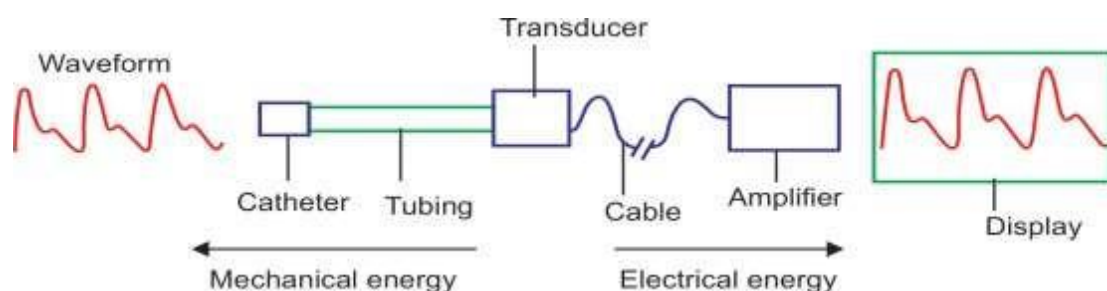 Transducer
Waveform
Catheter
Tubing
Cable
Amplifier
Display
Mechanical energy
Electrical energy